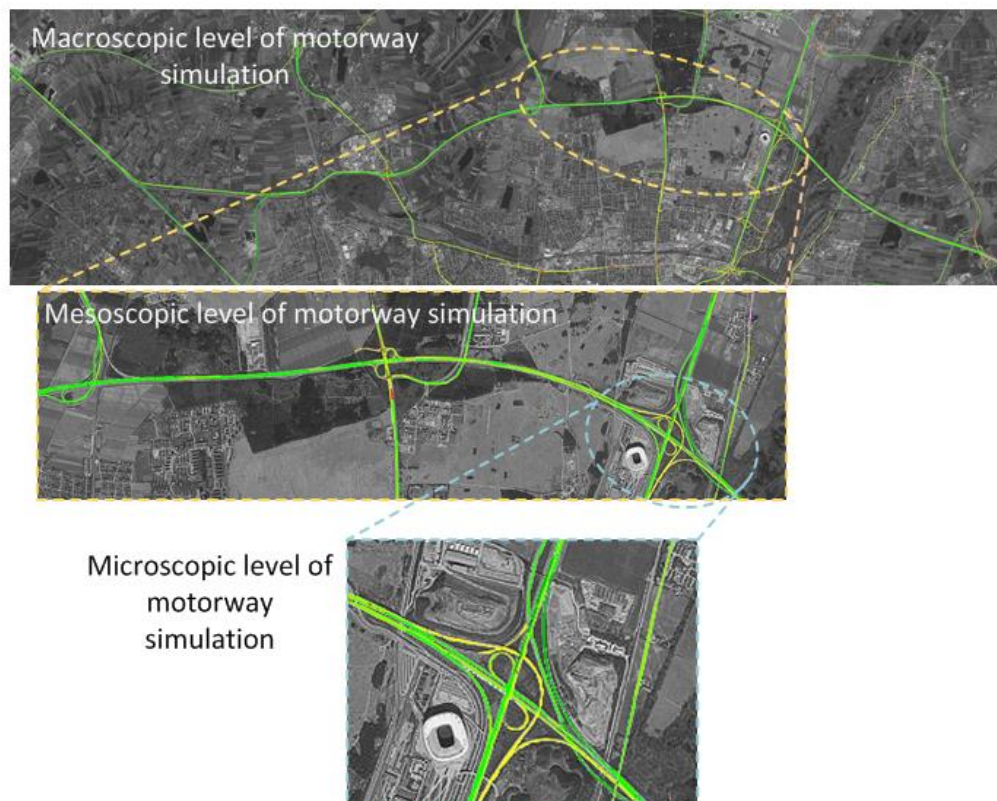 Macroscopic level of motorway
simulation
Mesoscopic level of motorway simulation
Microscopic level of
motorway
simulation